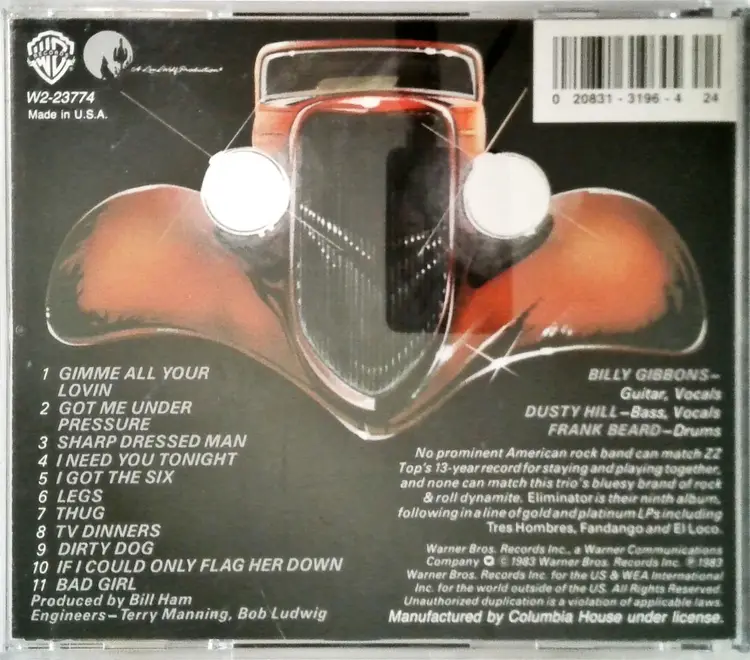 WB
RECORDS
A Lone Wolf Production®
W2-23774
Made in U.S.A.
0 20831 - 3196 - 4 24
1 GIMME ALL YOUR
LOVIN
2 GOT ME UNDER
PRESSURE
3 SHARP DRESSED MAN
4 I NEED YOU TONIGHT
5 I GOT THE SIX
6 LEGS
7 THUG
8 TV DINNERS
9 DIRTY DOG
10 IF I COULD ONLY FLAG HER DOWN
11 BAD GIRL
Produced by Bill Ham
Engineers–Terry Manning, Bob Ludwig
BILLY GIBBONS–
Guitar, Vocals
DUSTY HILL–Bass, Vocals
FRANK BEARD–Drums
No prominent American rock band can match ZZ
Top's 13-year record for staying and playing together,
and none can match this trio's bluesy brand of rock
& roll dynamite. Eliminator is their ninth album,
following in a line of gold and platinum LPs including
Tres Hombres, Fandango and El Loco.
Warner Bros. Records Inc., a Warner Communications
Company © 1983 Warner Bros. Records Inc. ℗ 1983
Warner Bros. Records Inc. for the US & WEA International
Inc. for the world outside of the US. All Rights Reserved.
Unauthorized duplication is a violation of applicable laws.
Manufactured by Columbia House under license.